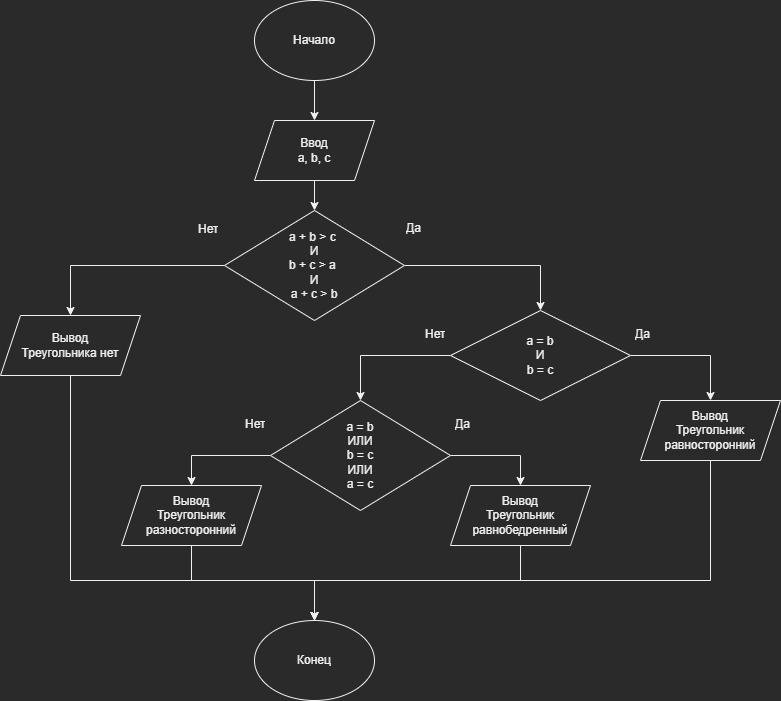 Начало
Ввод
a, b, c
Нет
Да
a + b > c
И
b + c > a
И
a + c > b
Вывод
Треугольника нет
Нет
Да
a = b
И
b = c
Вывод
Треугольник
равносторонний
Нет
Да
a = b
ИЛИ
b = c
ИЛИ
a = c
Вывод
Треугольник
разносторонний
Вывод
Треугольник
равнобедренный
Конец